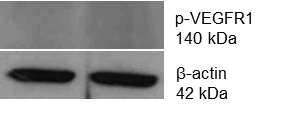 p-VEGFR1
140 kDa
β-actin
42 kDa